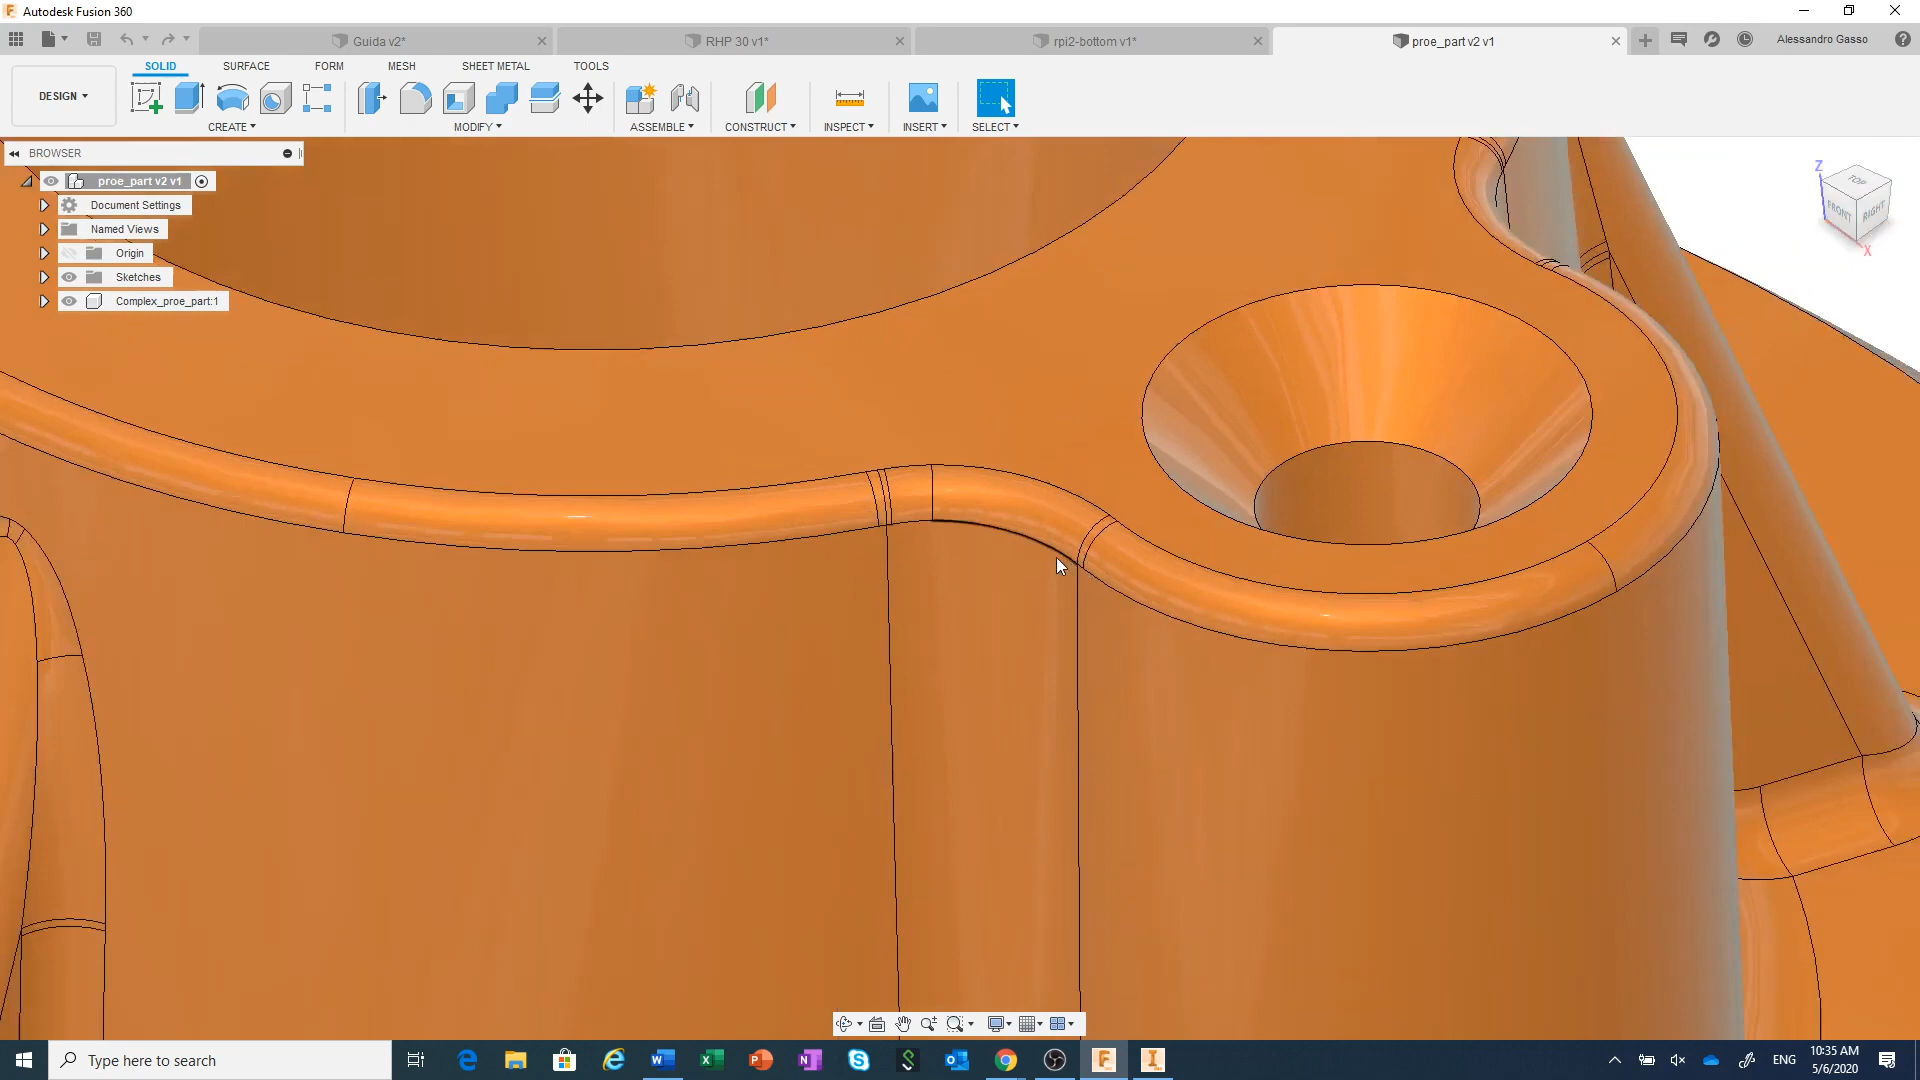 Autodesk Fusion 360
Guida v2*
RHP 30 v1*
rpi2-bottom v1*
proe_part v2 v1
Alessandro Gasso
DESIGN
SOLID
SURFACE
FORM
MESH
SHEET METAL
TOOLS
CREATE
MODIFY
ASSEMBLE
CONSTRUCT
INSPECT
INSERT
SELECT
BROWSER
proe_part v2 v1
Document Settings
Named Views
Origin
Sketches
Complex_proe_part:1
Z
TOP
FRONT
RIGHT
X
Type here to search
ENG
10:35 AM
5/6/2020